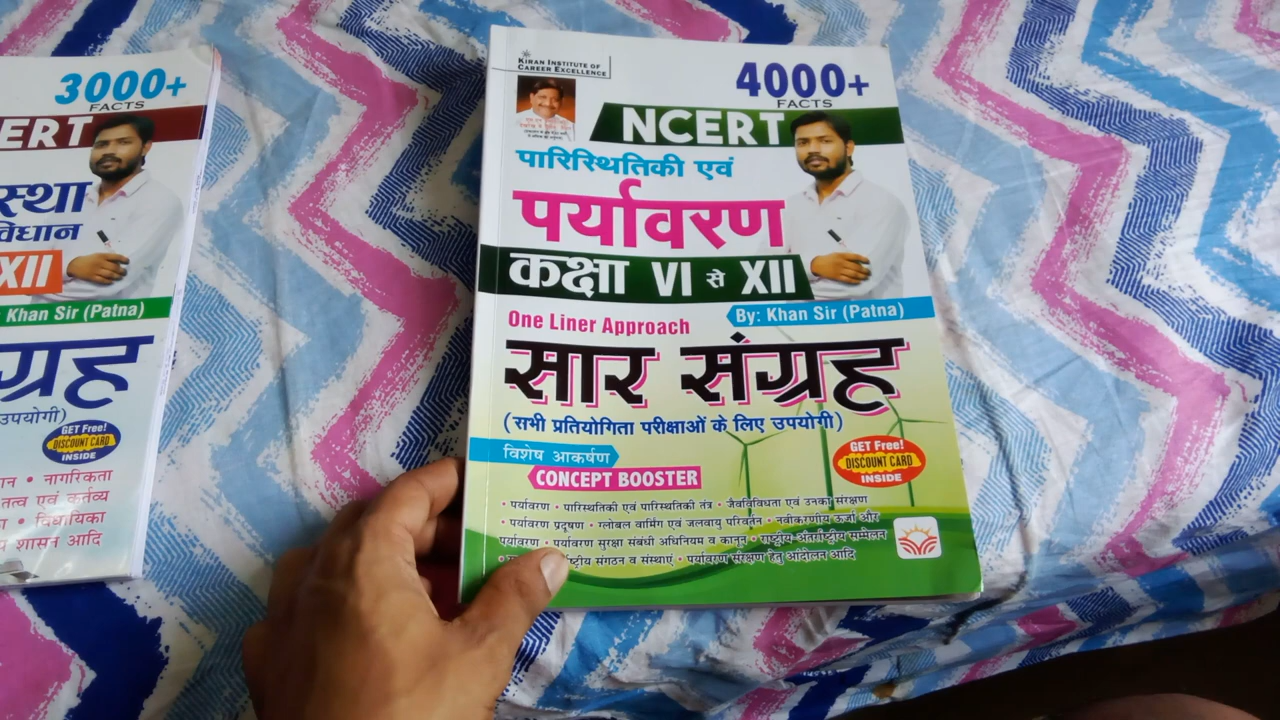 3000+
FACTS
ERT
स्था
विधान
XII
Khan Sir (Patna)
ग्रह
उपयोगी)
GET Free!
DISCOUNT CARD
INSIDE
• नागरिकता
तत्व एवं कर्तव्य
• विधायिका
शासन आदि
KIRAN INSTITUTE OF
CAREER EXCELLENCE
4000+
FACTS
NCERT
पारिस्थितिकी एवं
पर्यावरण
कक्षा VI से XII
By: Khan Sir (Patna)
One Liner Approach
सार संग्रह
(सभी प्रतियोगिता परीक्षाओं के लिए उपयोगी)
विशेष आकर्षण
CONCEPT BOOSTER
GET Free!
DISCOUNT CARD
INSIDE
• पर्यावरण • पारिस्थितिकी एवं पारिस्थितिकी तंत्र • जैवविविधता एवं उनका संरक्षण
• पर्यावरण प्रदूषण • ग्लोबल वार्मिंग एवं जलवायु परिवर्तन • नवीकरणीय ऊर्जा और
पर्यावरण • पर्यावरण सुरक्षा संबंधी अधिनियम व कानून • राष्ट्रीय-अंतर्राष्ट्रीय सम्मेलन
संगठन व संस्थाएं • पर्यावरण संरक्षण हेतु आंदोलन आदि